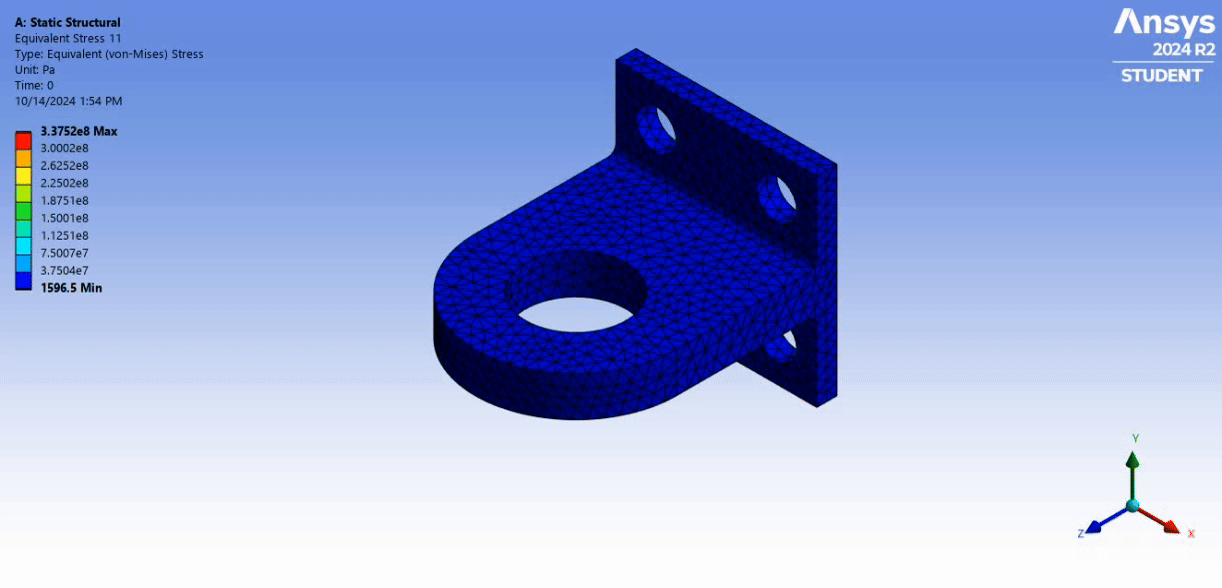 A: Static Structural
Equivalent Stress 11
Type: Equivalent (von-Mises) Stress
Unit: Pa
Time: 0
10/14/2024 1:54 PM
3.3752e8 Max
3.0002e8
2.6252e8
2.2502e8
1.8751e8
1.5001e8
1.1251e8
7.5007e7
3.7504e7
1596.5 Min
Ansys
2024 R2
STUDENT
Y
Z
X